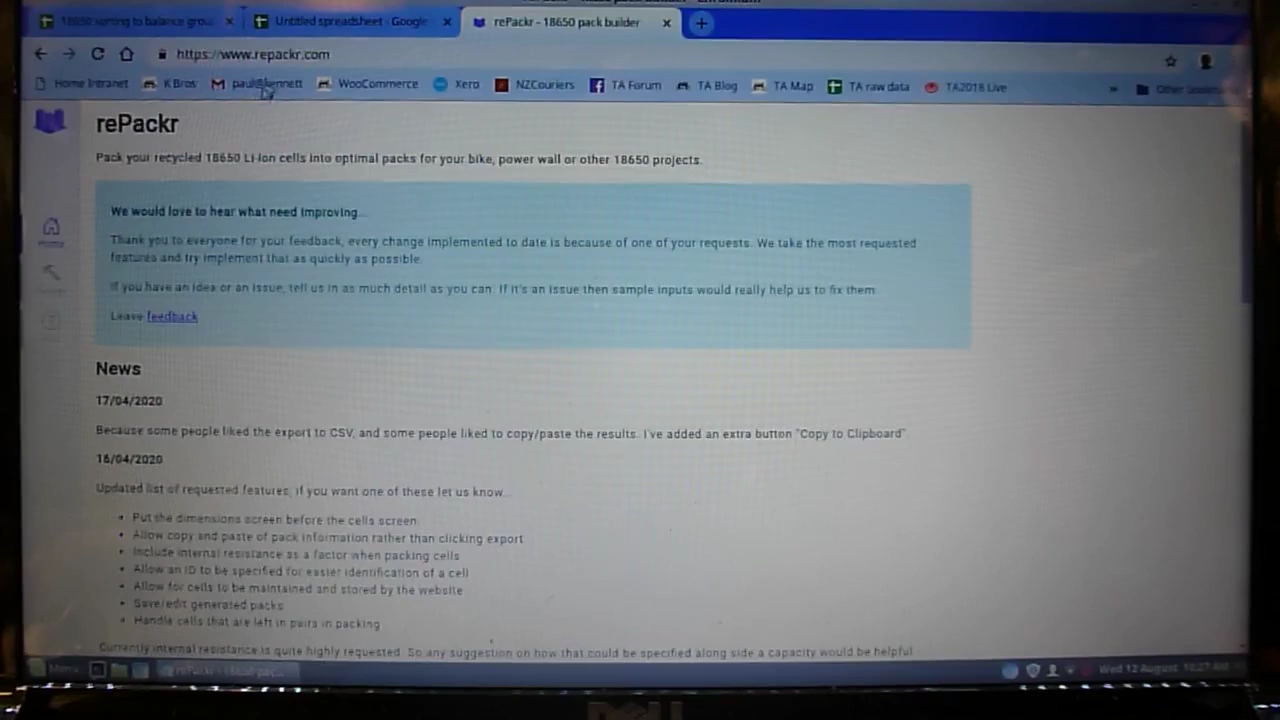 18650 sorting to balance grou
Untitled spreadsheet - Google
rePackr - 18650 pack builder
https://www.repackr.com
Home Intranet
K Bros
WooCommerce
Xero
NZCouriers
TA Forum
TA Blog
TA Map
TA raw data
TA2018 Live
»
Other
rePackr
Pack your recycled 18650 Li-Ion cells into optimal packs for your bike, power wall or other 18650 projects.
We would love to hear what need improving...
Thank you to everyone for your feedback, every change implemented to date is because of one of your requests. We take the most requested
features and try implement that as quickly as possible.
If you have an idea or an issue, tell us in as much detail as you can. If it's an issue then sample inputs would really help us to fix them.
Leave feedback
Home
News
17/04/2020
Because some people liked the export to CSV, and some people liked to copy/paste the results. I've added an extra button "Copy to Clipboard".
16/04/2020
Updated list of requested features, if you want one of these let us know...
• Put the dimensions screen before the cells screen.
• Allow copy and paste of pack information rather than clicking export
• Include internal resistance as a factor when packing cells
• Allow an ID to be specified for easier identification of a cell
• Allow for cells to be maintained and stored by the website
• Save/edit generated packs
• Handle cells that are left in pairs in packing
Currently internal resistance is quite highly requested. So any suggestion on how that could be specified along side a capacity would be helpful
Menu
rePackr - 18650 pac...
Wed 12 August, 10:27 AM
DELL